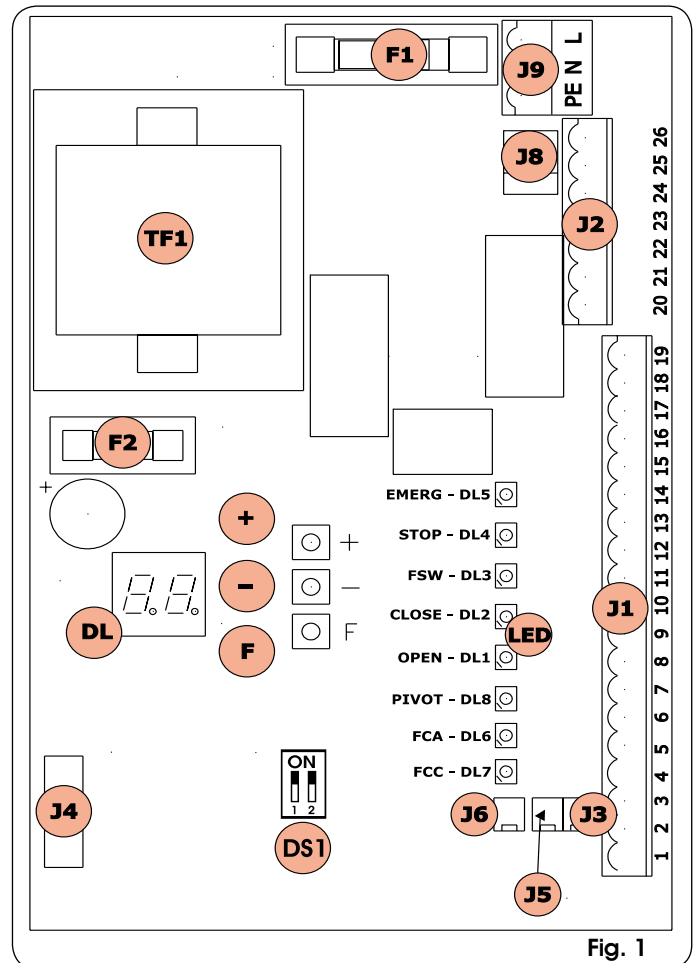 F1
J9
PE N L
J8
J2
20 21 22 23 24 25 26
TF1
F2
+
+
+
-
-
F
F
8.8.
DL
EMERG - DL5
STOP - DL4
FSW - DL3
CLOSE - DL2
LED
OPEN - DL1
PIVOT - DL8
FCA - DL6
FCC - DL7
J1
1 2 3 4 5 6 7 8 9 10 11 12 13 14 15 16 17 18 19
J4
ON
1 2
DS1
J6
J3
J5
Fig. 1